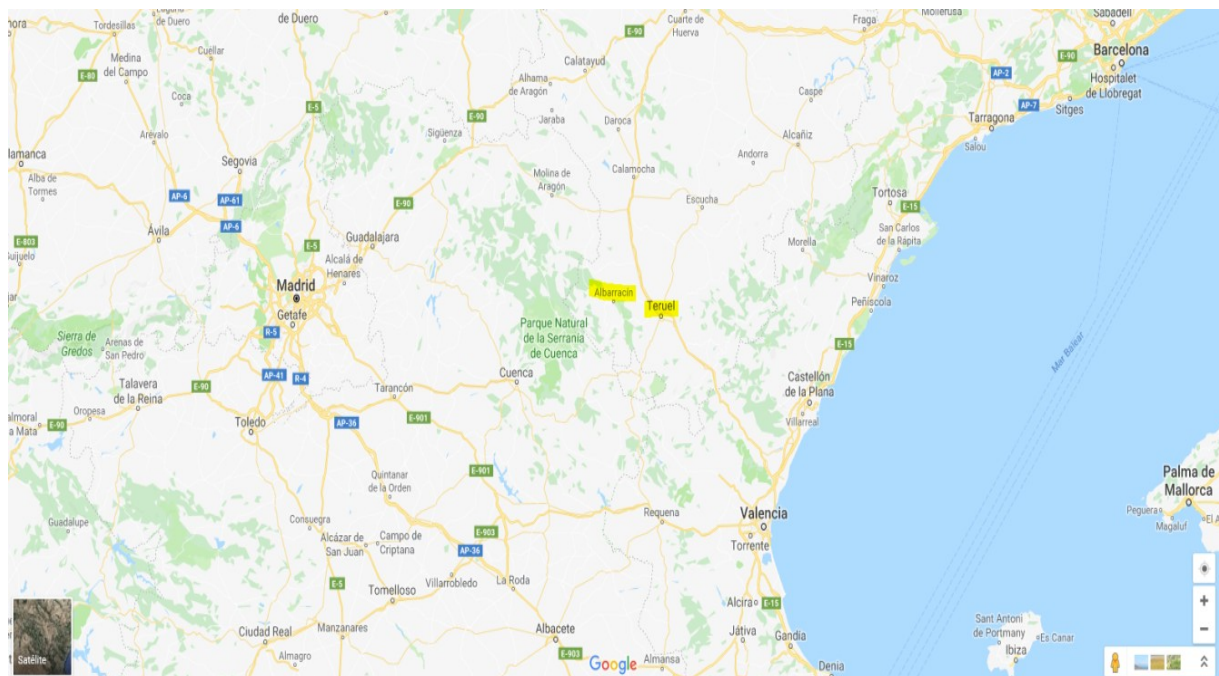 Tordesillas
de Duero
de Duero
E-90
Cuarte de
Huerva
Fraga
Mollerussa
Sabadell
Medina
del Campo
E-80
Cuéllar
Calatayud
Barcelona
E-90
Hospitalet
de Llobregat
AP-2
AP-7
Sitges
Coca
E-5
Alhama
de Aragón
Caspe
Tarragona
Salou
Arevalo
E-90
Jaraba
Daroca
Sigüenza
Alcañiz
Andorra
Segovia
Alba de
Tormes
AP-6
AP-61
AP-6
Molina de
Aragón
Calamocha
Escucha
Tortosa
E-15
San Carlos
de la Rápita
E-90
Ávila
E-803
E-5
Guadalajara
Alcalá de
Henares
Morella
Vinaroz
Peñíscola
Madrid
Getafe
Albarracín
Teruel
Parque Natural
de la Serranía
de Cuenca
R-5
Sierra de
Gredos
Arenas de
San Pedro
E-15
Mar Balear
AP-41
R-4
Talavera
de la Reina
E-90
Tarancón
Cuenca
Castellón
de la Plana
Villarreal
Oropesa
E-90
Toledo
AP-36
E-901
E-901
Palma de
Mallorca
Peguera
Magaluf
Quintanar
de la Orden
Guadalupe
Consuegra
Alcázar de
San Juan
Campo de
Criptana
E-903
AP-36
Requena
Valencia
Torrente
Villarrobledo
La Roda
E-5
Tomelloso
Alcira
E-15
Satélite
Ciudad Real
Manzanares
Almagro
Albacete
E-903
Google
Almansa
Játiva
Gandía
Denia
Sant Antoni
de Portmany
Es Canar
Ibiza